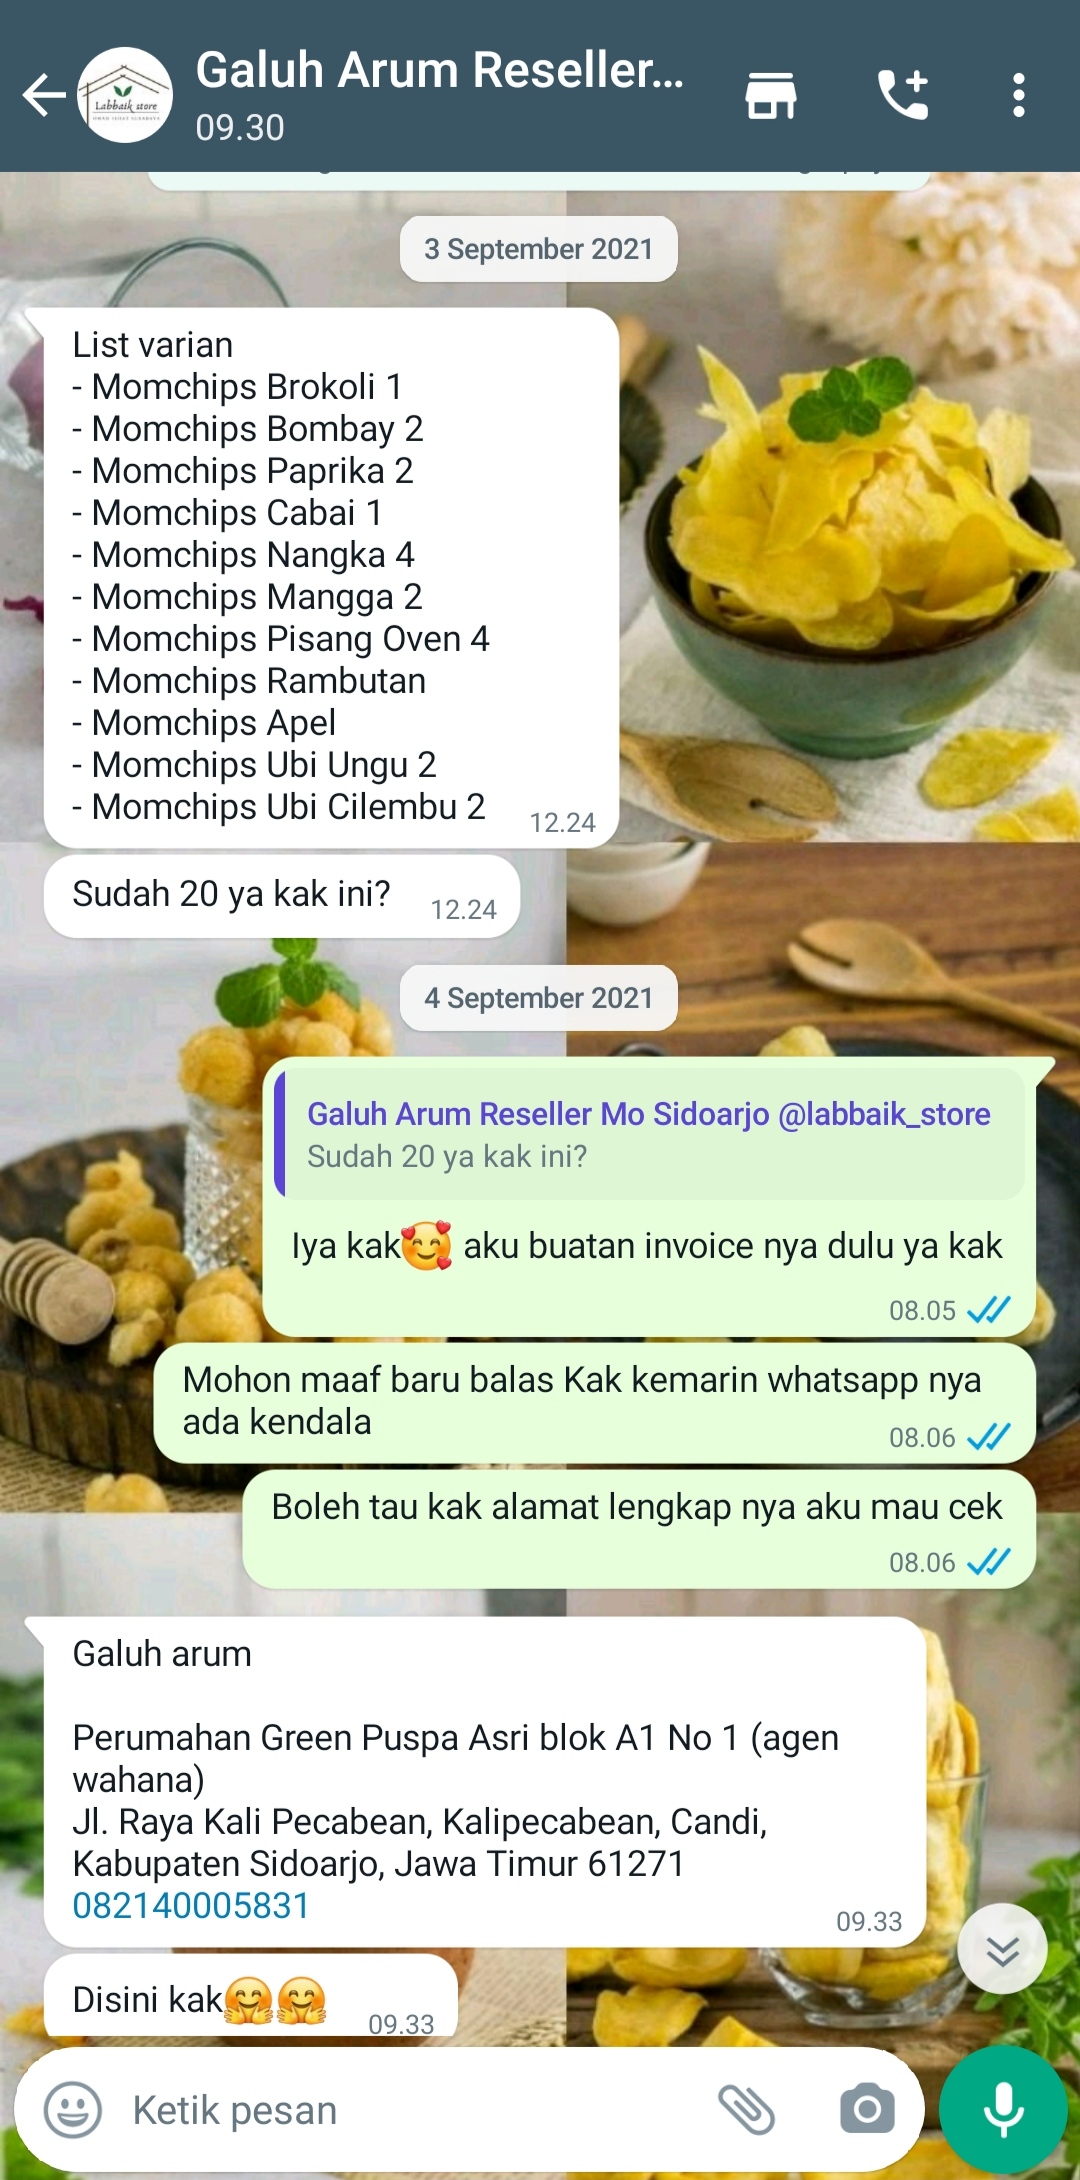 Galuh Arum Reseller...
09.30
Labbaik store
3 September 2021
List varian
- Momchips Brokoli 1
- Momchips Bombay 2
- Momchips Paprika 2
- Momchips Cabai 1
- Momchips Nangka 4
- Momchips Mangga 2
- Momchips Pisang Oven 4
- Momchips Rambutan
- Momchips Apel
- Momchips Ubi Ungu 2
- Momchips Ubi Cilembu 2
12.24
Sudah 20 ya kak ini?
12.24
4 September 2021
Galuh Arum Reseller Mo Sidoarjo @labbaik_store
Sudah 20 ya kak ini?
Iya kak🥰 aku buatan invoice nya dulu ya kak
08.05
Mohon maaf baru balas Kak kemarin whatsapp nya
ada kendala
08.06
Boleh tau kak alamat lengkap nya aku mau cek
08.06
Galuh arum
Perumahan Green Puspa Asri blok A1 No 1 (agen
wahana)
Jl. Raya Kali Pecabean, Kalipecabean, Candi,
Kabupaten Sidoarjo, Jawa Timur 61271
082140005831
09.33
Disini kak🤗🤗
09.33
Ketik pesan